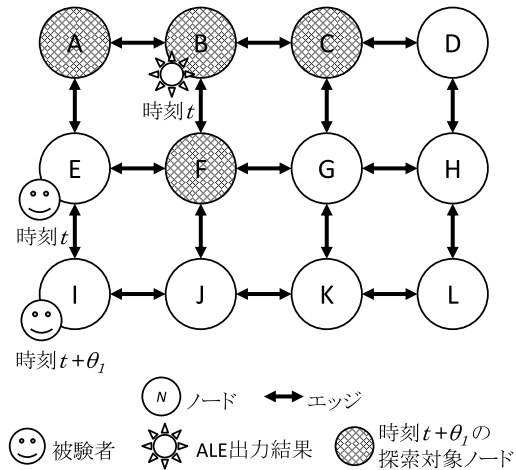 A B C D
時刻t
E F G H
時刻t
I J K L
時刻t+θ1
N ノード エッジ
被験者 ALE出力結果 時刻t+θ1の
探索対象ノード